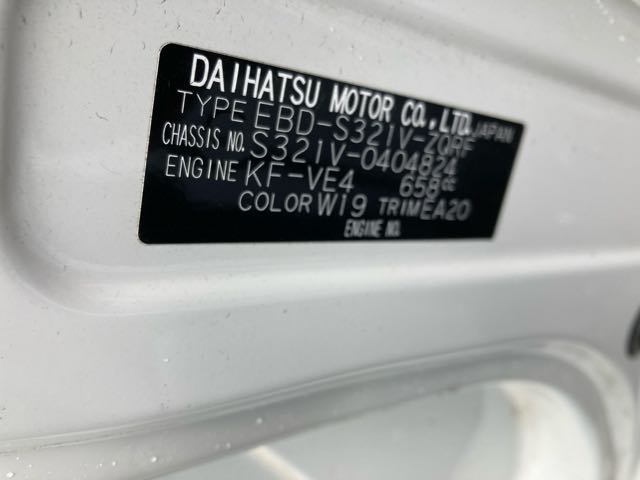 DAIHATSU MOTOR CO.,LTD. JAPAN
TYPE EBD-S321V-ZQRF
CHASSIS NO. S321V-0404824
ENGINE KF-VE4 658cc
COLOR W19 TRIM EA20
ENGINE NO.